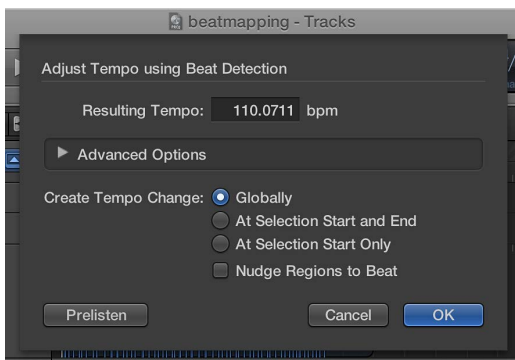 beatmapping - Tracks
Adjust Tempo using Beat Detection
Resulting Tempo: 110.0711 bpm
Advanced Options
Create Tempo Change: Globally
At Selection Start and End
At Selection Start Only
Nudge Regions to Beat
Prelisten Cancel OK